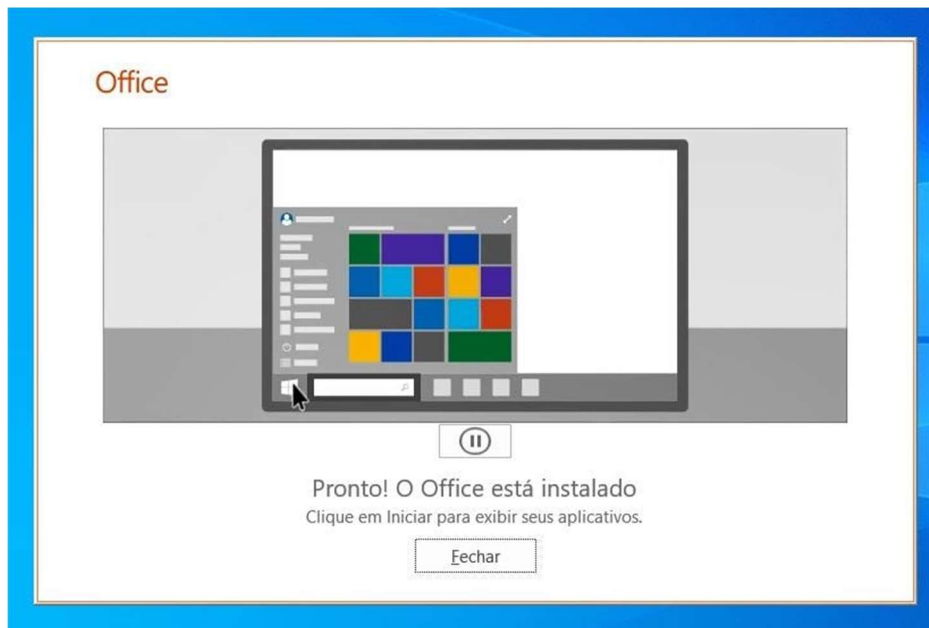 Office
Pronto! O Office está instalado
Clique em Iniciar para exibir seus aplicativos.
Fechar